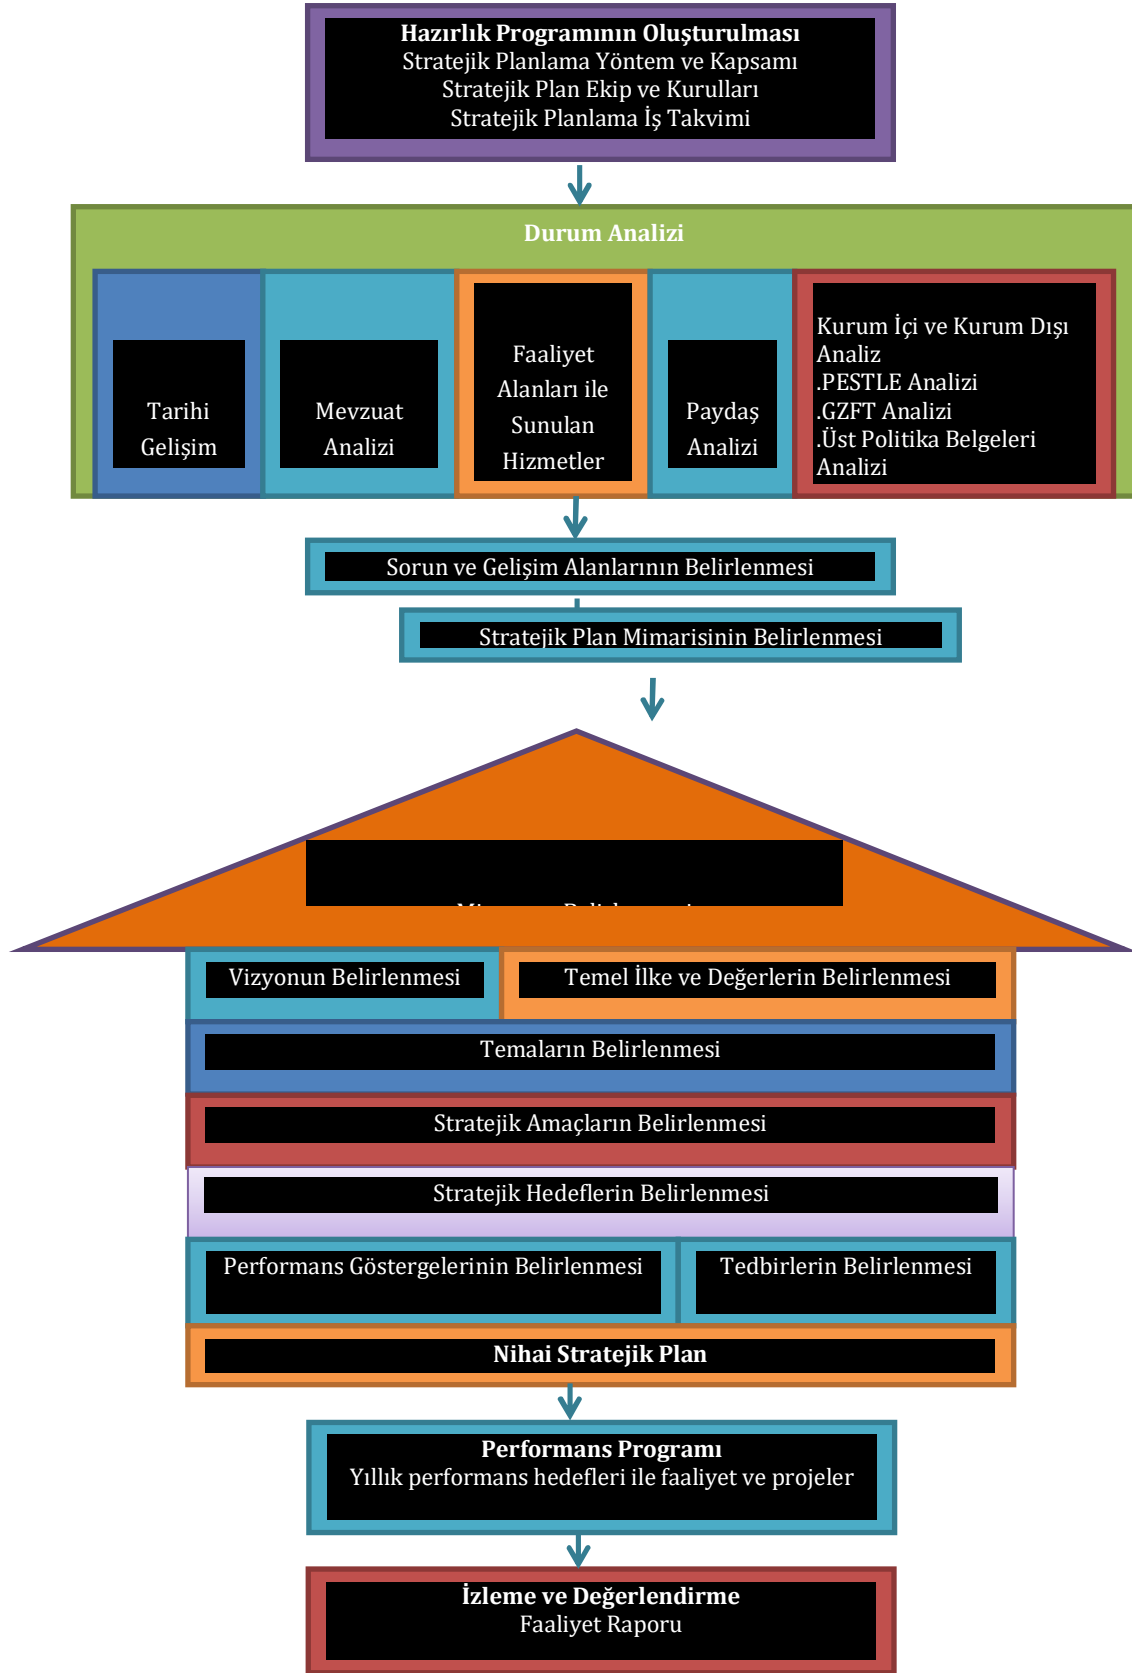 Hazırlık Programının Oluşturulması
Stratejik Planlama Yöntem ve Kapsamı
Stratejik Plan Ekip ve Kurulları
Stratejik Planlama İş Takvimi
Durum Analizi
Tarihi
Gelişim
Mevzuat
Analizi
Faaliyet
Alanları ile
Sunulan
Hizmetler
Paydaş
Analizi
Kurum İçi ve Kurum Dışı
Analiz
.PESTLE Analizi
.GZFT Analizi
.Üst Politika Belgeleri
Analizi
Sorun ve Gelişim Alanlarının Belirlenmesi
Stratejik Plan Mimarisinin Belirlenmesi
Vizyonun Belirlenmesi
Temel İlke ve Değerlerin Belirlenmesi
Temaların Belirlenmesi
Stratejik Amaçların Belirlenmesi
Stratejik Hedeflerin Belirlenmesi
Performans Göstergelerinin Belirlenmesi
Tedbirlerin Belirlenmesi
Nihai Stratejik Plan
Performans Programı
Yıllık performans hedefleri ile faaliyet ve projeler
İzleme ve Değerlendirme
Faaliyet Raporu